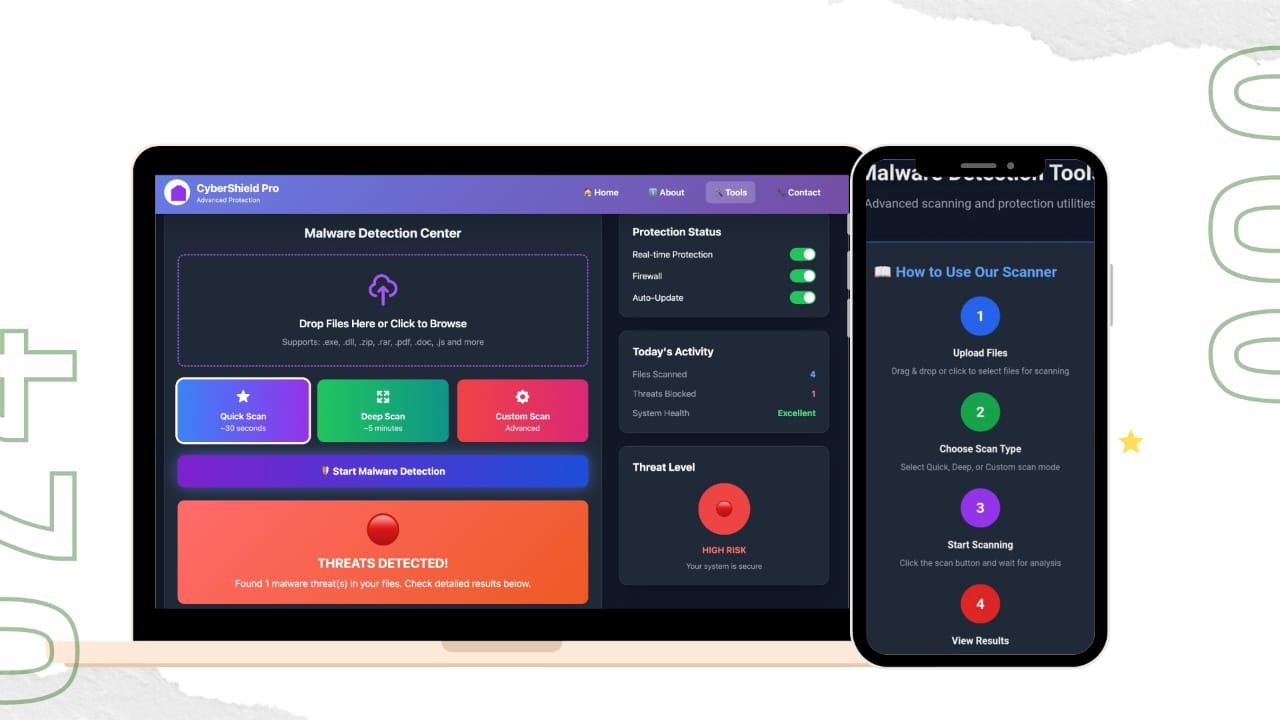 CyberShield Pro
Advanced Protection
Home
About
Tools
Contact
Malware Detection Center
Drop Files Here or Click to Browse
Supports: .exe, .dll, .zip, .rar, .pdf, .doc, .js and more
Quick Scan
~30 seconds
Deep Scan
~5 minutes
Custom Scan
Advanced
Start Malware Detection
THREATS DETECTED!
Found 1 malware threat(s) in your files. Check detailed results below.
Protection Status
Real-time Protection
Firewall
Auto-Update
Today's Activity
Files Scanned 4
Threats Blocked 1
System Health Excellent
Threat Level
HIGH RISK
Your system is secure
Malware Detection Tools
Advanced scanning and protection utilities
How to Use Our Scanner
1
Upload Files
Drag & drop or click to select files for scanning
2
Choose Scan Type
Select Quick, Deep, or Custom scan mode
3
Start Scanning
Click the scan button and wait for analysis
4
View Results